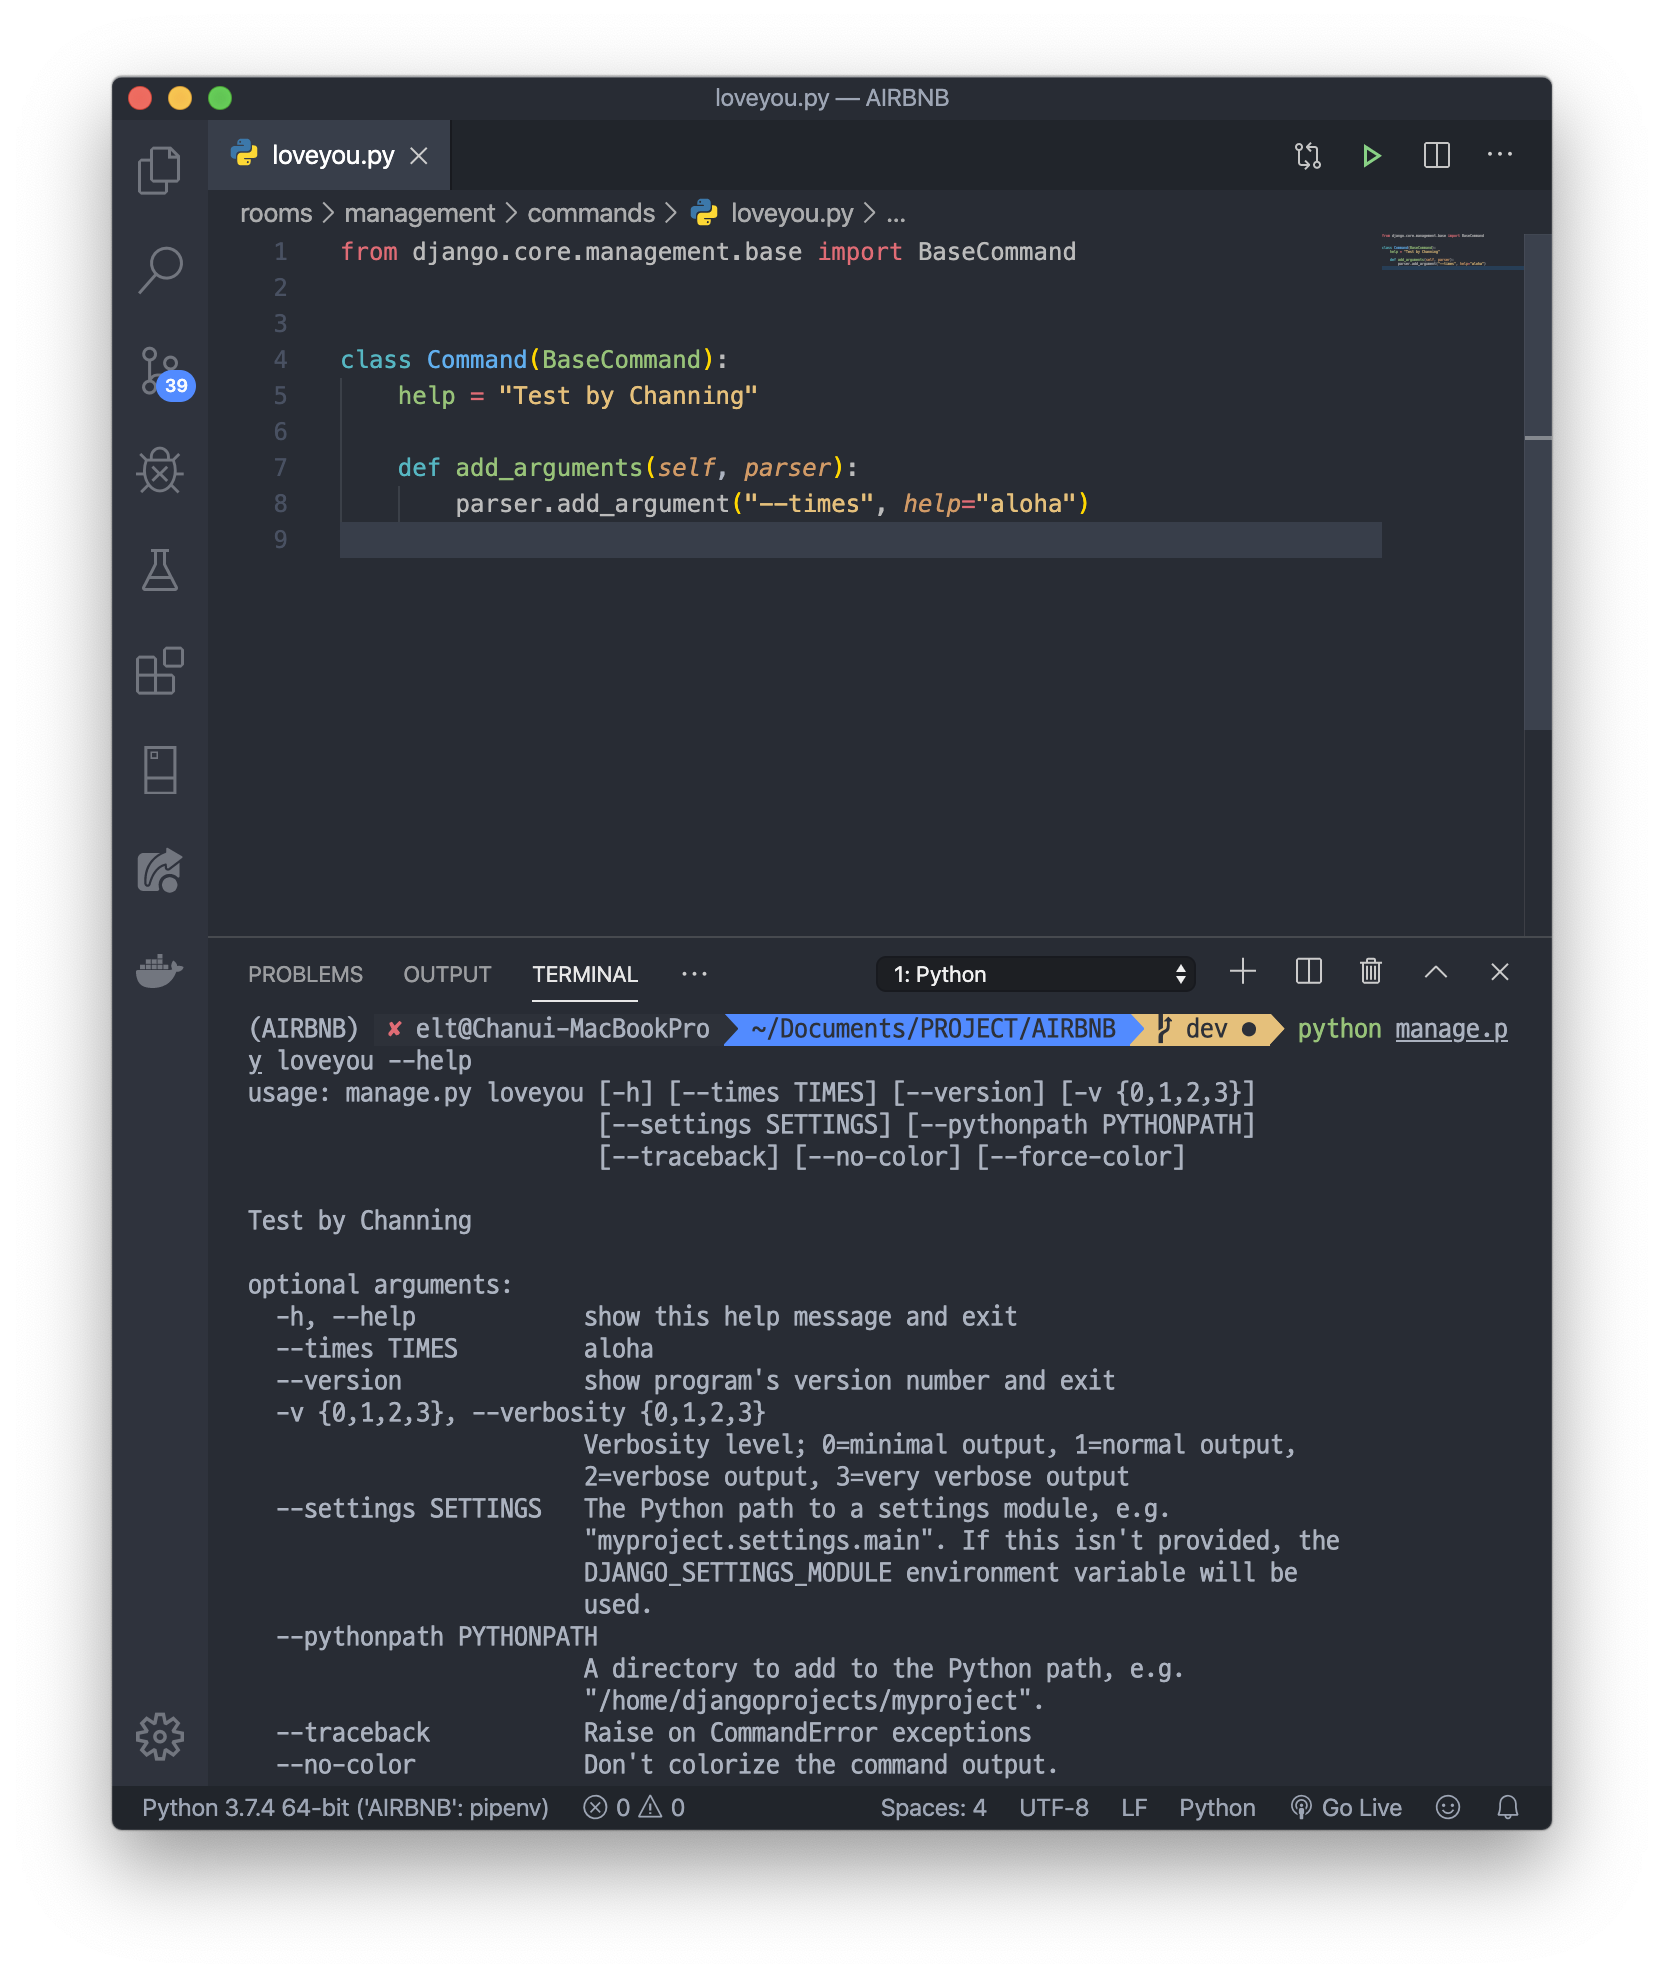 loveyou.py — AIRBNB
loveyou.py
rooms > management > commands > loveyou.py > ...
1 from django.core.management.base import BaseCommand
2
3
4 class Command(BaseCommand):
5     help = "Test by Channing"
6
7     def add_arguments(self, parser):
8         parser.add_argument("--times", help="aloha")
9
39
PROBLEMS OUTPUT TERMINAL ... 1: Python
(AIRBNB) ✘ elt@Chanui-MacBookPro ~/Documents/PROJECT/AIRBNB dev ● python manage.p
y loveyou --help
usage: manage.py loveyou [-h] [--times TIMES] [--version] [-v {0,1,2,3}]
                         [--settings SETTINGS] [--pythonpath PYTHONPATH]
                         [--traceback] [--no-color] [--force-color]
Test by Channing
optional arguments:
  -h, --help            show this help message and exit
  --times TIMES         aloha
  --version             show program's version number and exit
  -v {0,1,2,3}, --verbosity {0,1,2,3}
                        Verbosity level; 0=minimal output, 1=normal output,
                        2=verbose output, 3=very verbose output
  --settings SETTINGS   The Python path to a settings module, e.g.
                        "myproject.settings.main". If this isn't provided, the
                        DJANGO_SETTINGS_MODULE environment variable will be
                        used.
  --pythonpath PYTHONPATH
                        A directory to add to the Python path, e.g.
                        "/home/djangoprojects/myproject".
  --traceback           Raise on CommandError exceptions
  --no-color            Don't colorize the command output.
Python 3.7.4 64-bit ('AIRBNB': pipenv) 0 0 Spaces: 4 UTF-8 LF Python Go Live